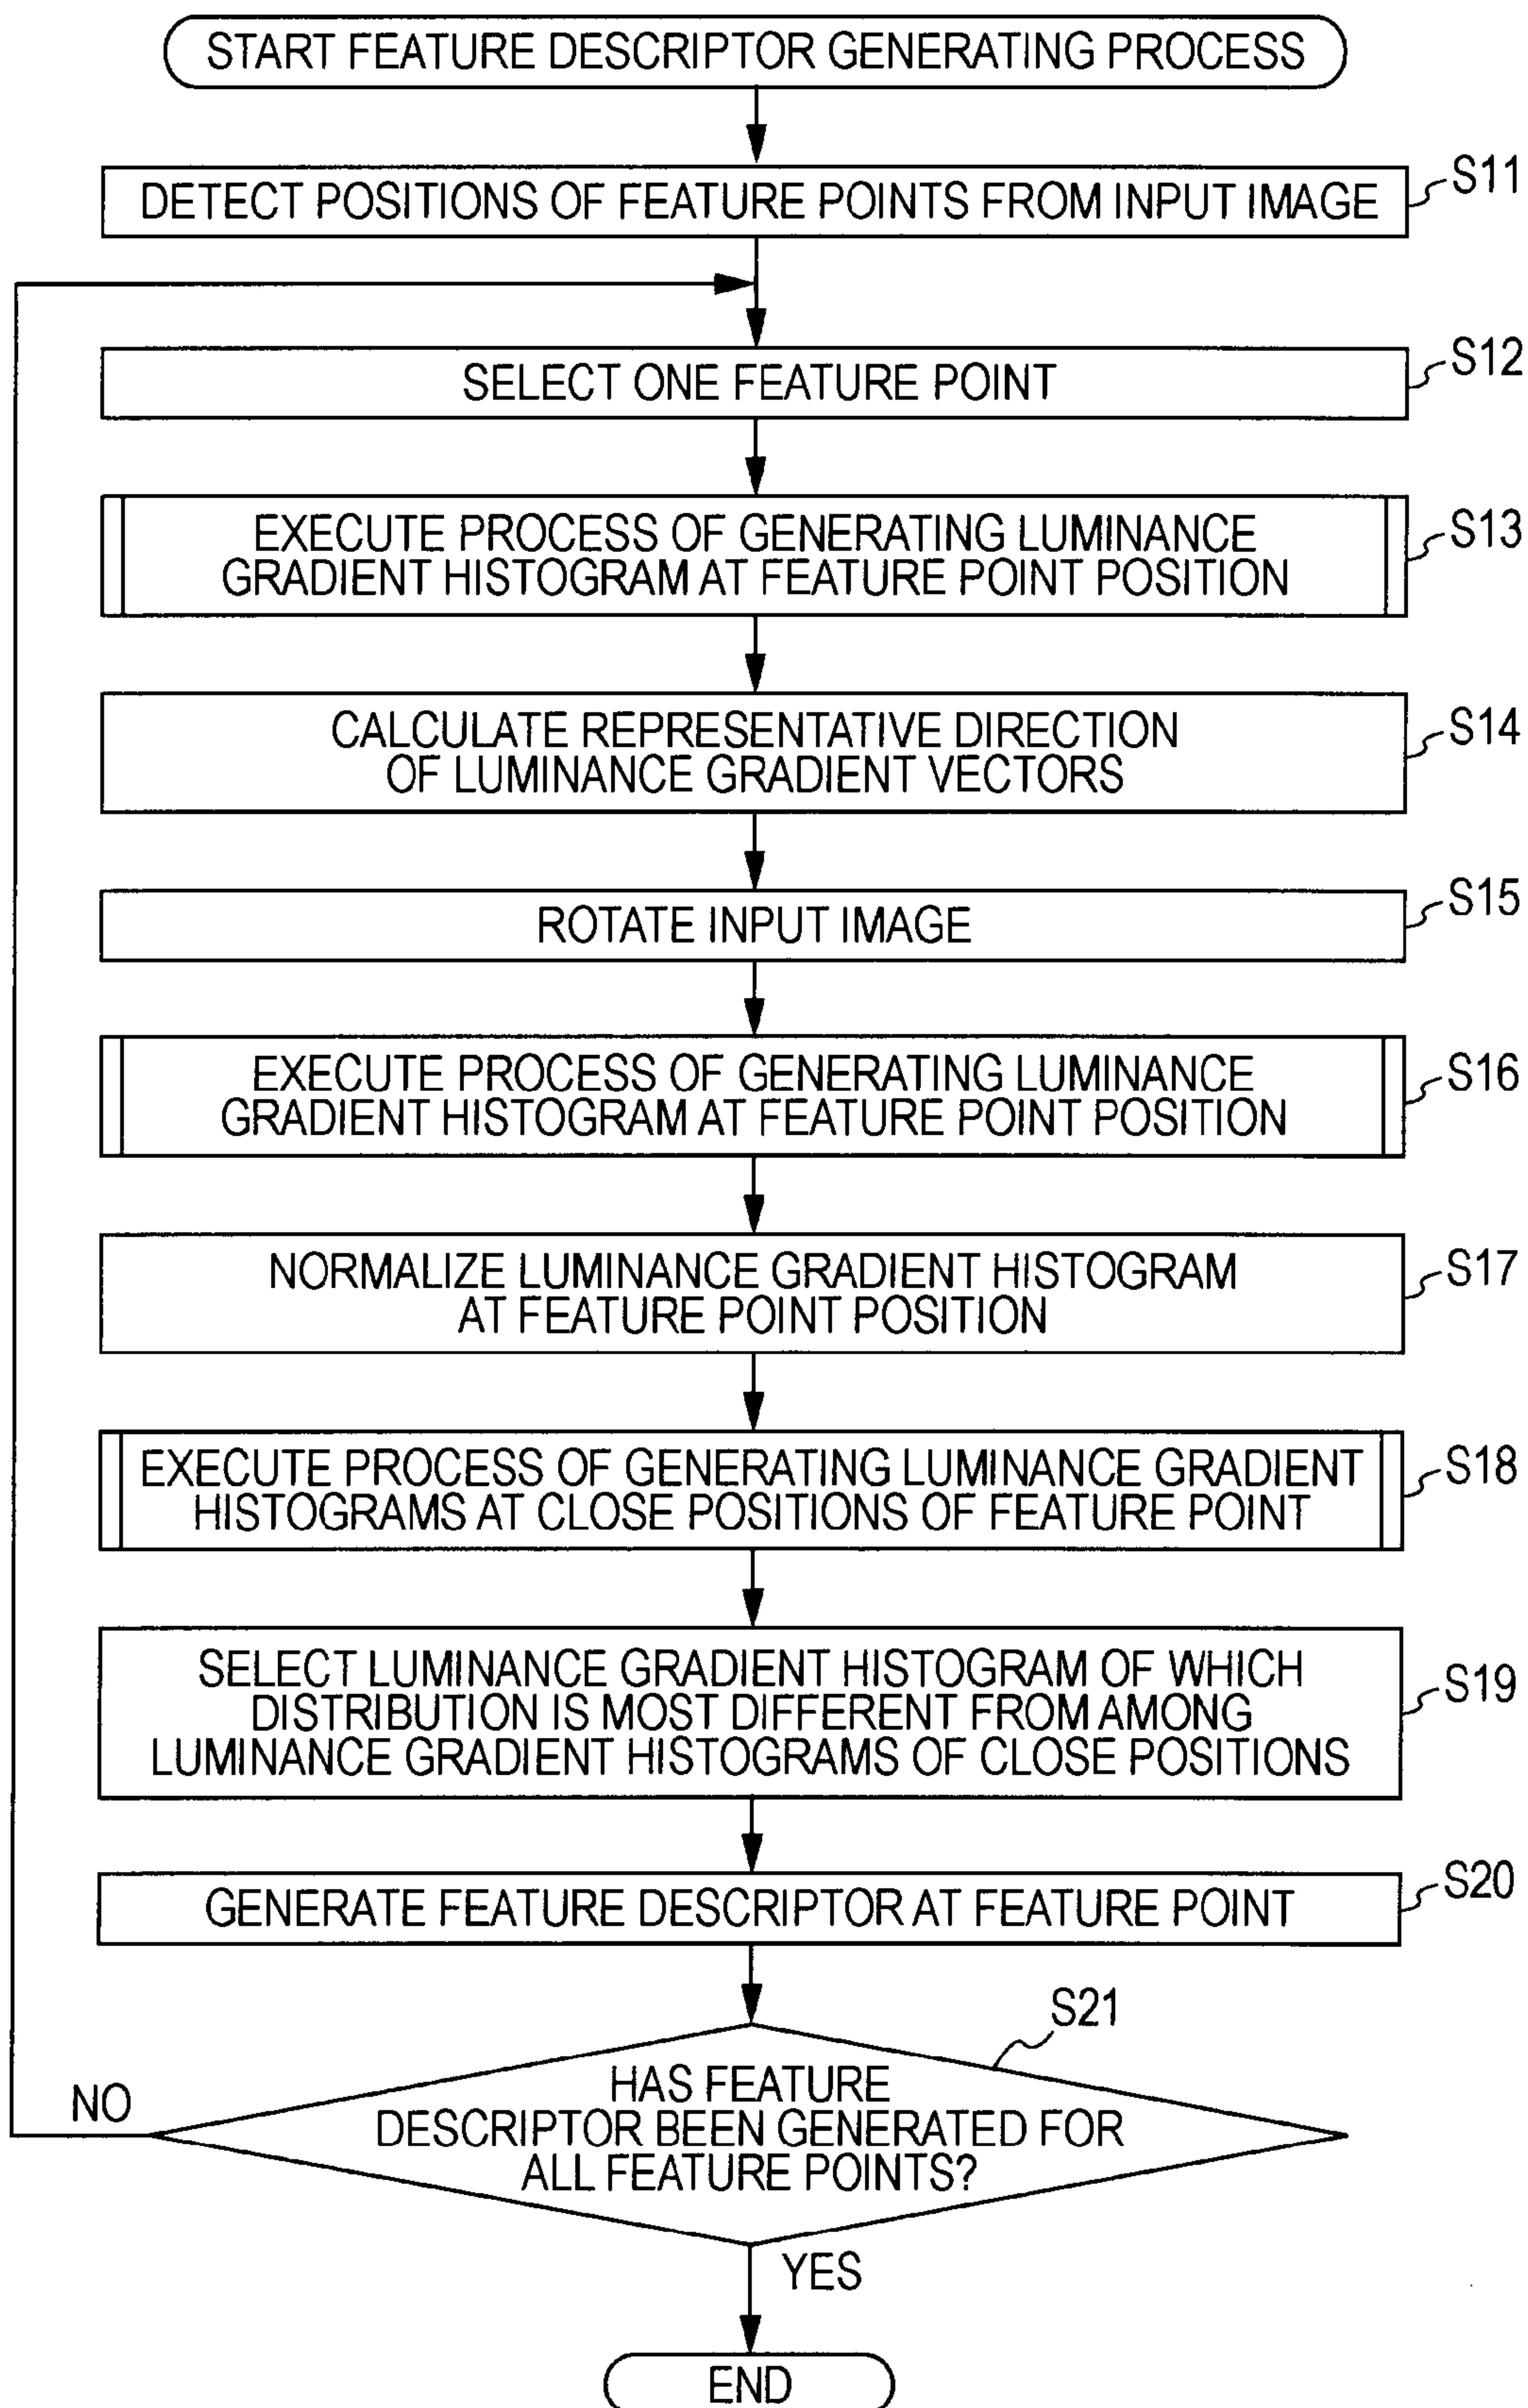 START FEATURE DESCRIPTOR GENERATING PROCESS
DETECT POSITIONS OF FEATURE POINTS FROM INPUT IMAGE
S11
SELECT ONE FEATURE POINT
S12
EXECUTE PROCESS OF GENERATING LUMINANCE
GRADIENT HISTOGRAM AT FEATURE POINT POSITION
S13
CALCULATE REPRESENTATIVE DIRECTION
OF LUMINANCE GRADIENT VECTORS
S14
ROTATE INPUT IMAGE
S15
EXECUTE PROCESS OF GENERATING LUMINANCE
GRADIENT HISTOGRAM AT FEATURE POINT POSITION
S16
NORMALIZE LUMINANCE GRADIENT HISTOGRAM
AT FEATURE POINT POSITION
S17
EXECUTE PROCESS OF GENERATING LUMINANCE GRADIENT
HISTOGRAMS AT CLOSE POSITIONS OF FEATURE POINT
S18
SELECT LUMINANCE GRADIENT HISTOGRAM OF WHICH
DISTRIBUTION IS MOST DIFFERENT FROM AMONG
LUMINANCE GRADIENT HISTOGRAMS OF CLOSE POSITIONS
S19
GENERATE FEATURE DESCRIPTOR AT FEATURE POINT
S20
S21
HAS FEATURE
DESCRIPTOR BEEN GENERATED FOR
ALL FEATURE POINTS?
NO
YES
END